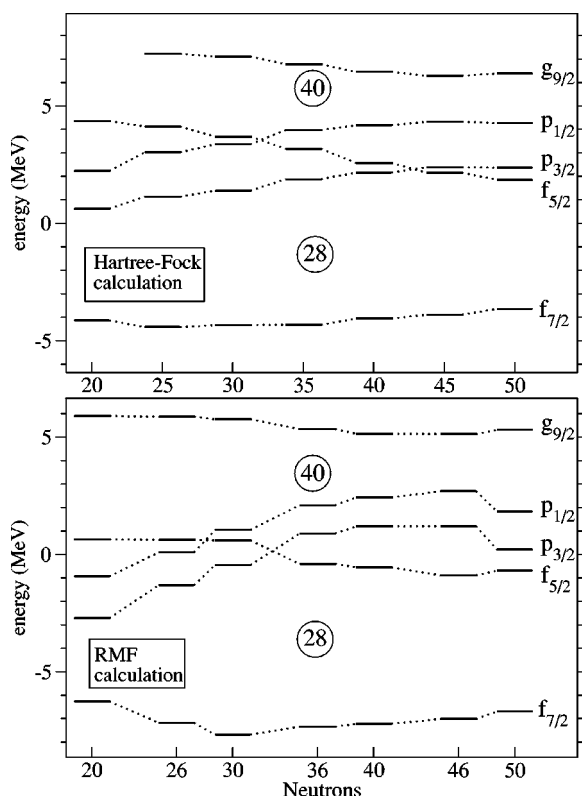 g9/2
40
5
p1/2
p3/2
f5/2
energy (MeV)
0
28
Hartree-Fock
calculation
f7/2
-5
20 25 30 35 40 45 50
g9/2
5
40
p1/2
energy (MeV)
0
p3/2
f5/2
28
RMF
calculation
-5
f7/2
20 26 30 36 40 46 50
Neutrons